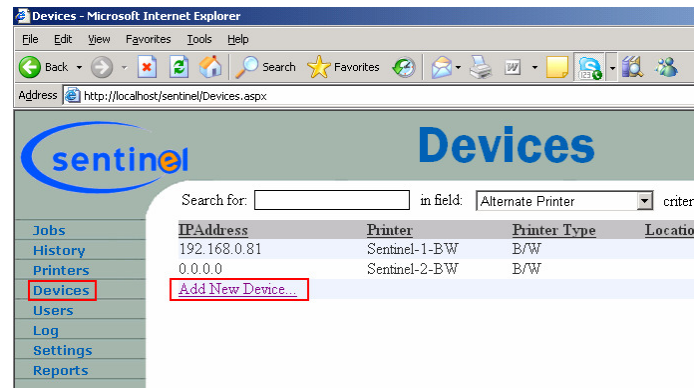 Devices - Microsoft Internet Explorer
File Edit View Favorites Tools Help
Back Search Favorites
Address http://localhost/sentinel/Devices.aspx
sentinel
Devices
Search for: in field: Alternate Printer criter
IPAddress Printer Printer Type Locatio
192.168.0.81 Sentinel-1-BW B/W
0.0.0.0 Sentinel-2-BW B/W
Add New Device...
Jobs
History
Printers
Devices
Users
Log
Settings
Reports